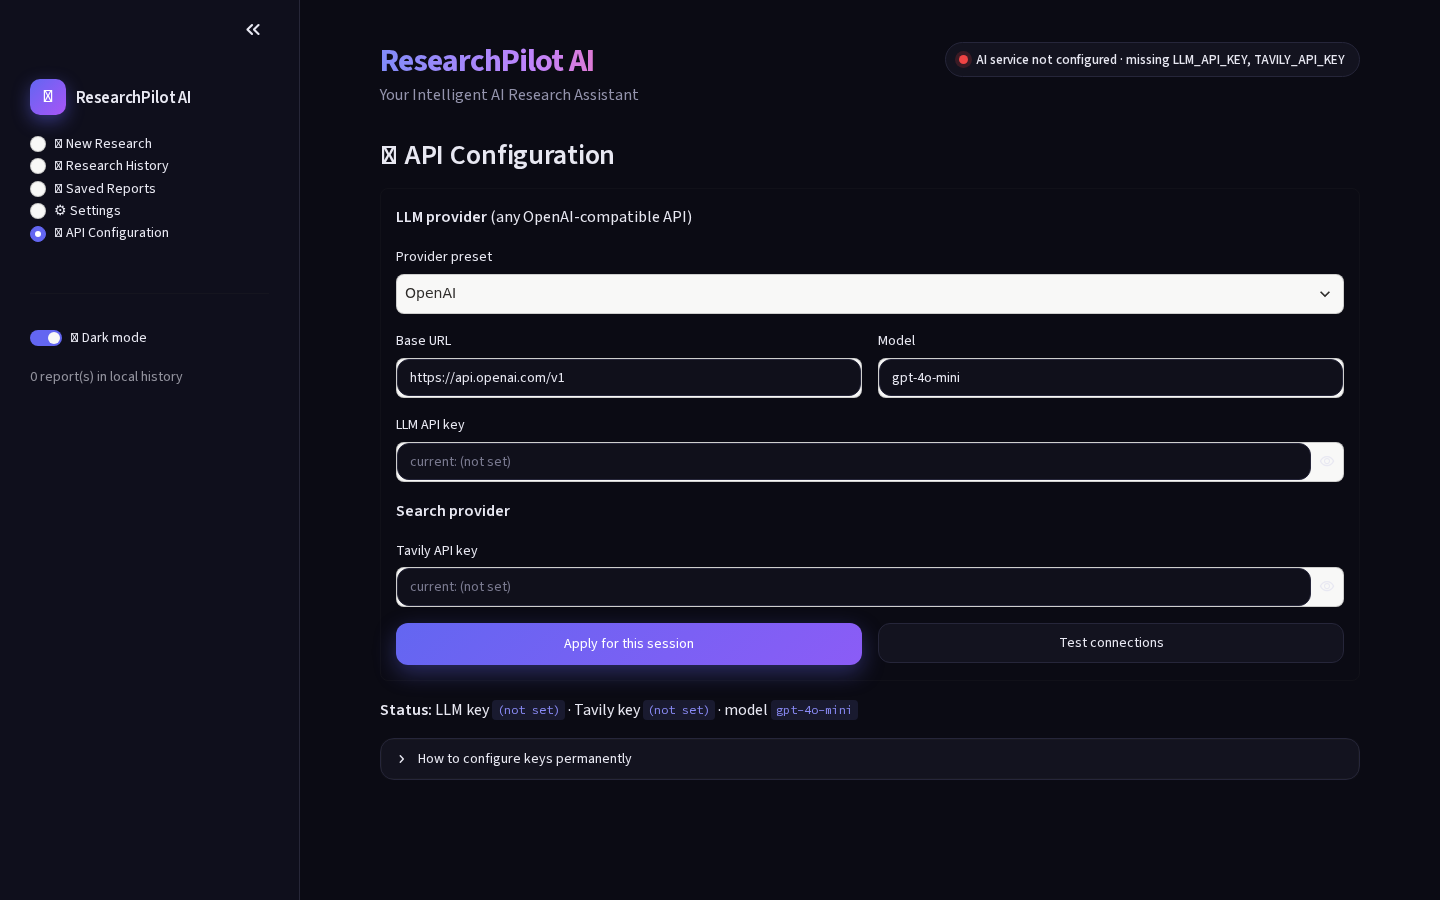 ResearchPilot AI
New Research
Research History
Saved Reports
⚙ Settings
API Configuration
Dark mode
0 report(s) in local history
ResearchPilot AI
Your Intelligent AI Research Assistant
AI service not configured · missing LLM_API_KEY, TAVILY_API_KEY
API Configuration
LLM provider (any OpenAI-compatible API)
Provider preset
OpenAI
Base URL
Model
https://api.openai.com/v1
gpt-4o-mini
LLM API key
current: (not set)
Search provider
Tavily API key
current: (not set)
Apply for this session
Test connections
Status: LLM key (not set) · Tavily key (not set) · model gpt-4o-mini
How to configure keys permanently